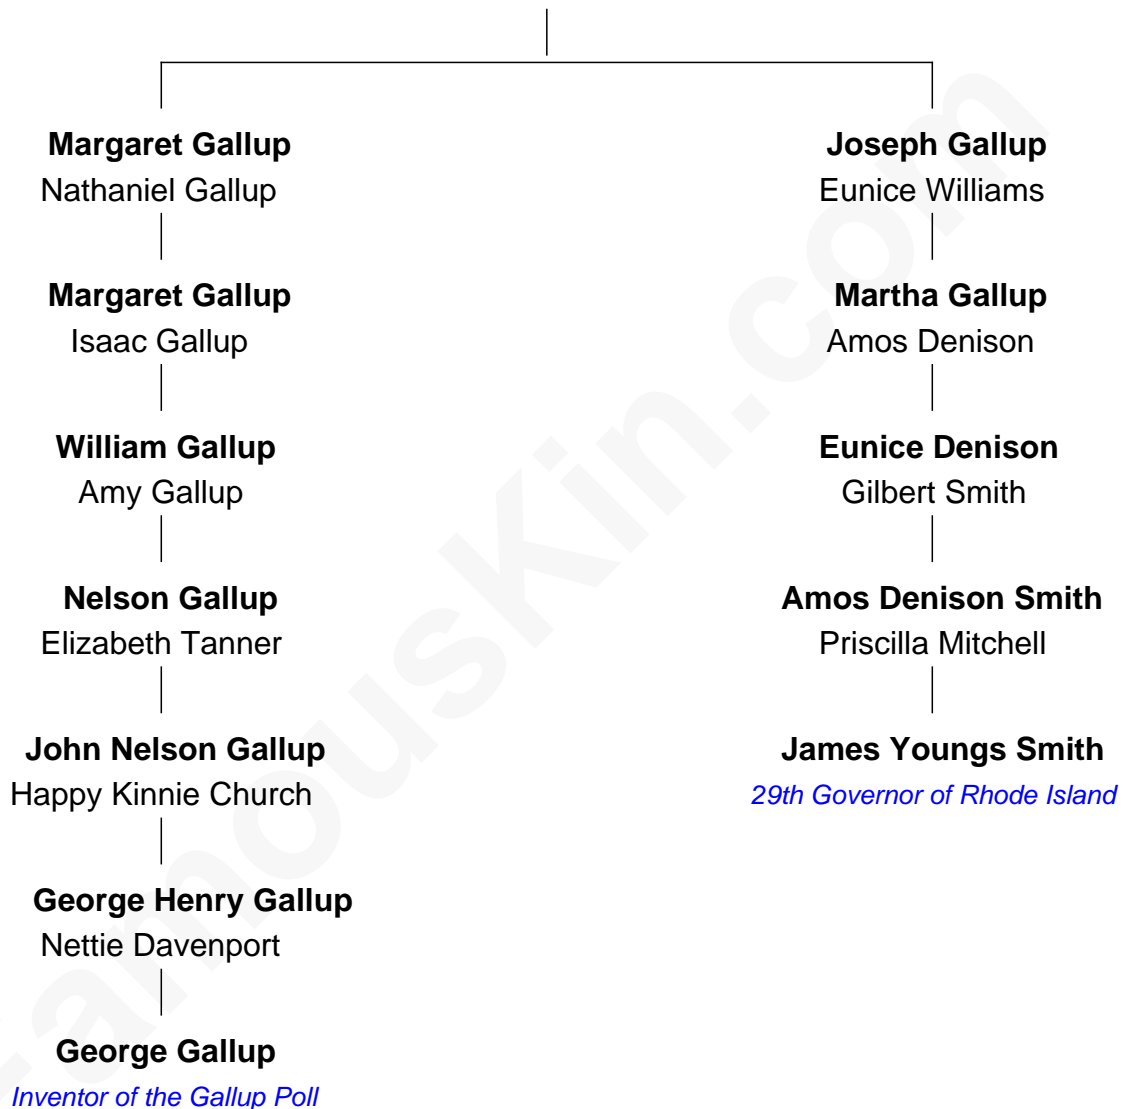 Margaret Gallup
Nathaniel Gallup
Margaret Gallup
Isaac Gallup
William Gallup
Amy Gallup
Nelson Gallup
Elizabeth Tanner
John Nelson Gallup
Happy Kinnie Church
George Henry Gallup
Nettie Davenport
George Gallup
Inventor of the Gallup Poll
Joseph Gallup
Eunice Williams
Martha Gallup
Amos Denison
Eunice Denison
Gilbert Smith
Amos Denison Smith
Priscilla Mitchell
James Youngs Smith
29th Governor of Rhode Island
FamousKin.com